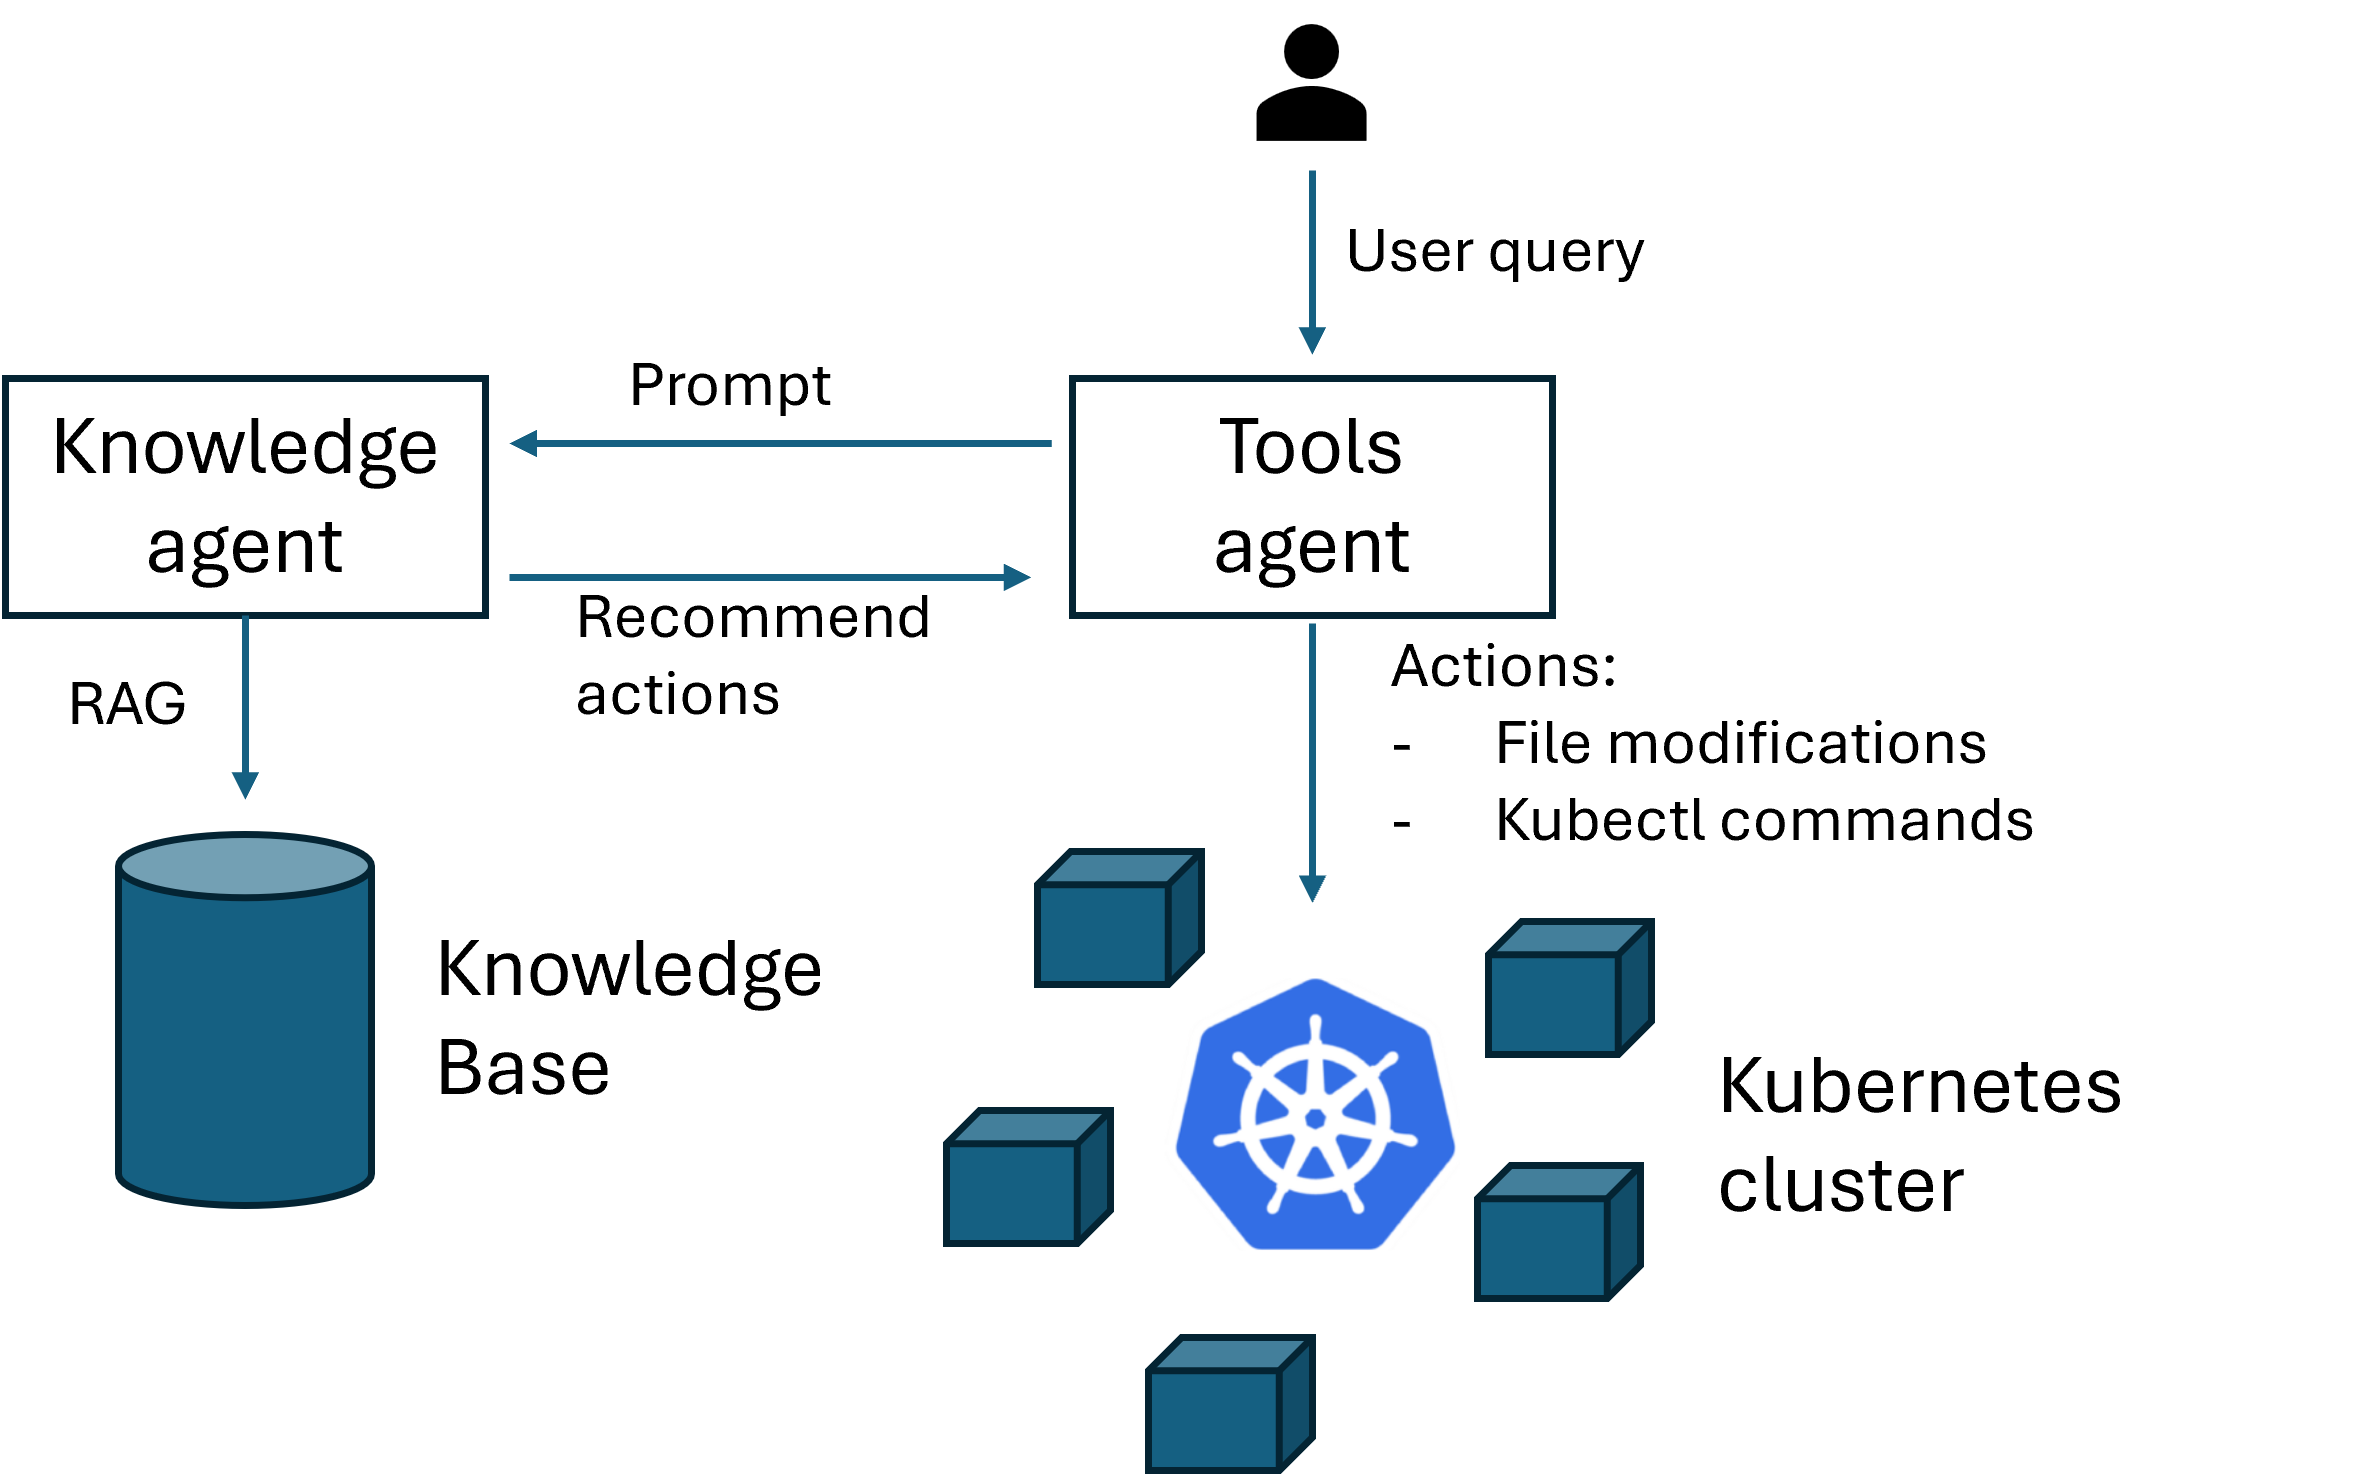 User query
Prompt
Knowledge
agent
Tools
agent
Recommend
actions
RAG
Actions:
- File modifications
- Kubectl commands
Knowledge
Base
Kubernetes
cluster